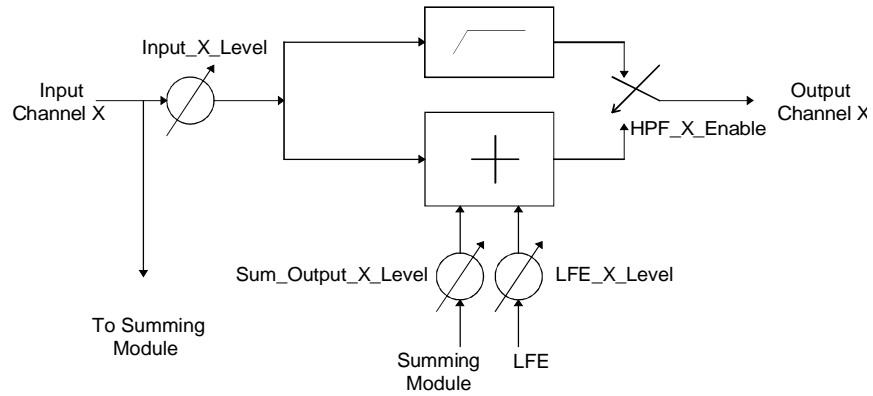 Input_X_Level
Input
Channel X
Output
Channel X
HPF_X_Enable
Sum_Output_X_Level
LFE_X_Level
To Summing
Module
Summing
Module
LFE